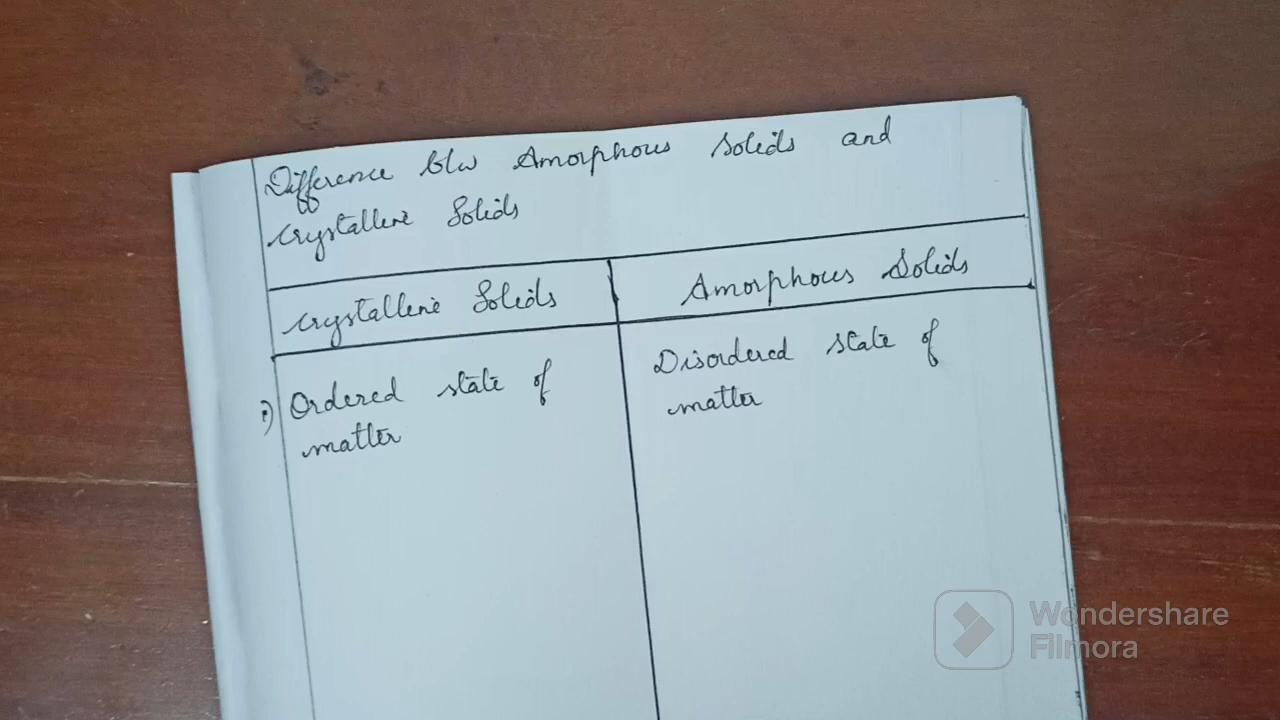 Difference b/w Amorphous Solids and
Crystalline Solids
Crystalline Solids
Amorphous Solids
1) Ordered state of
matter
Disordered state of
matter
Wondershare
Filmora